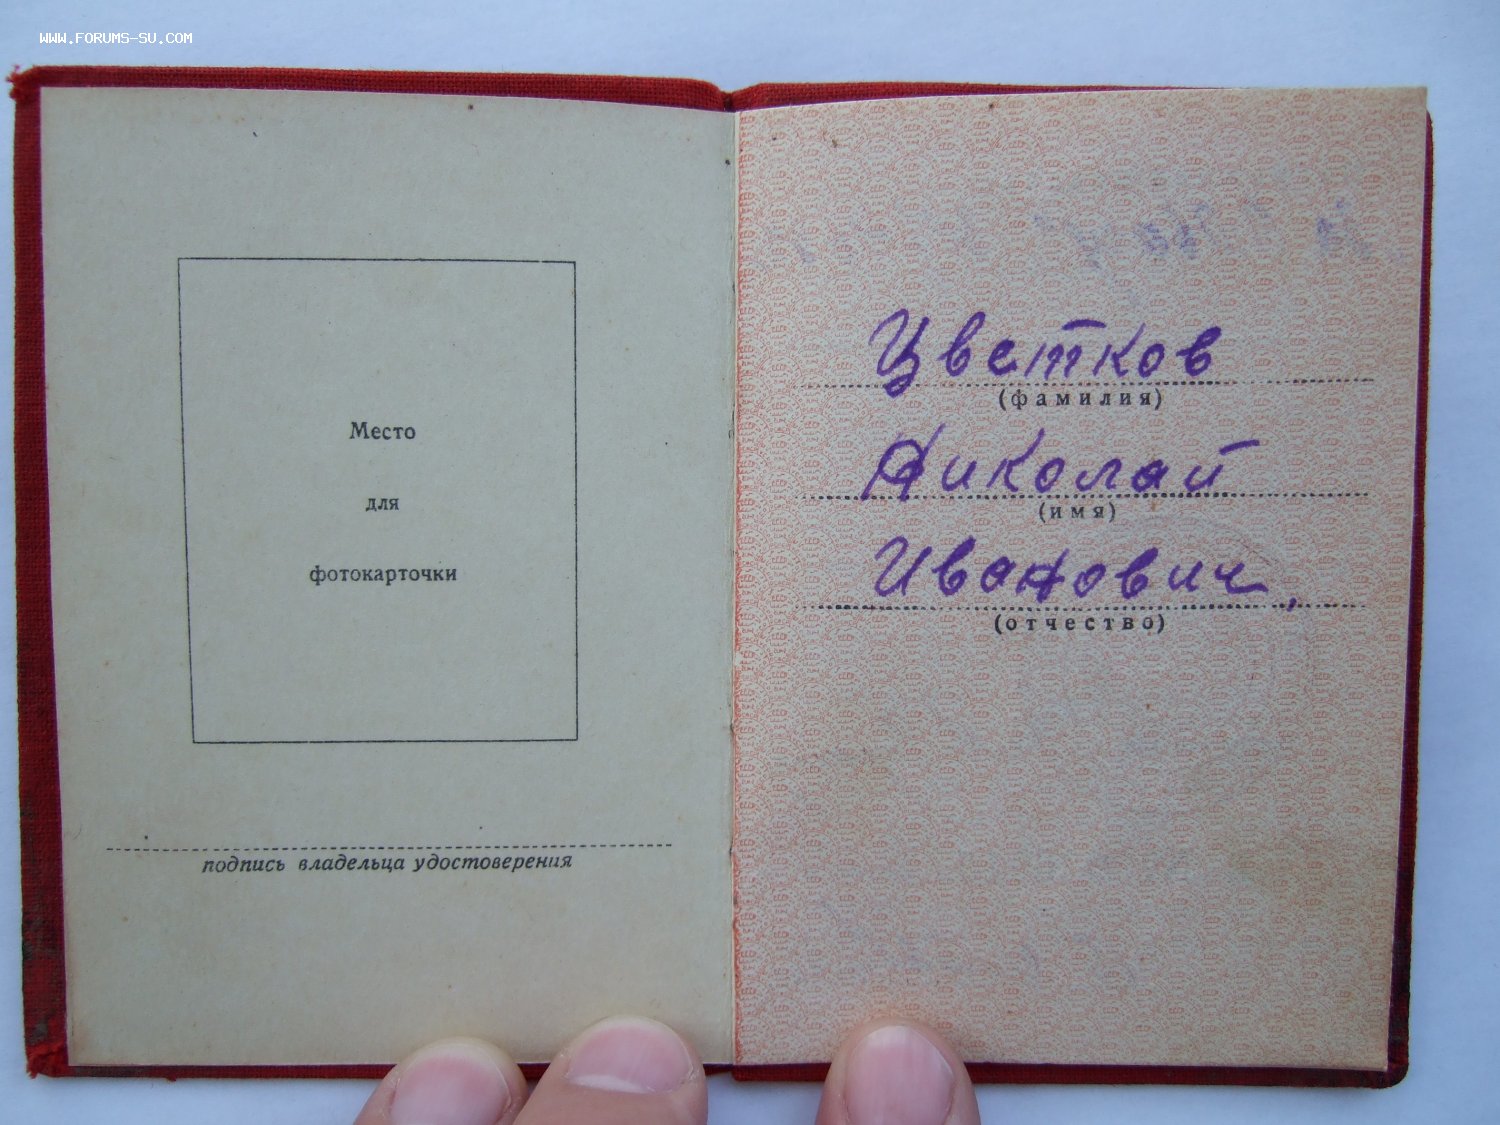 WWW.FORUMS-SU.COM
Место
для
фотокарточки
подпись владельца удостоверения
Цветков
(фамилия)
Николай
(имя)
Иванович,
(отчество)